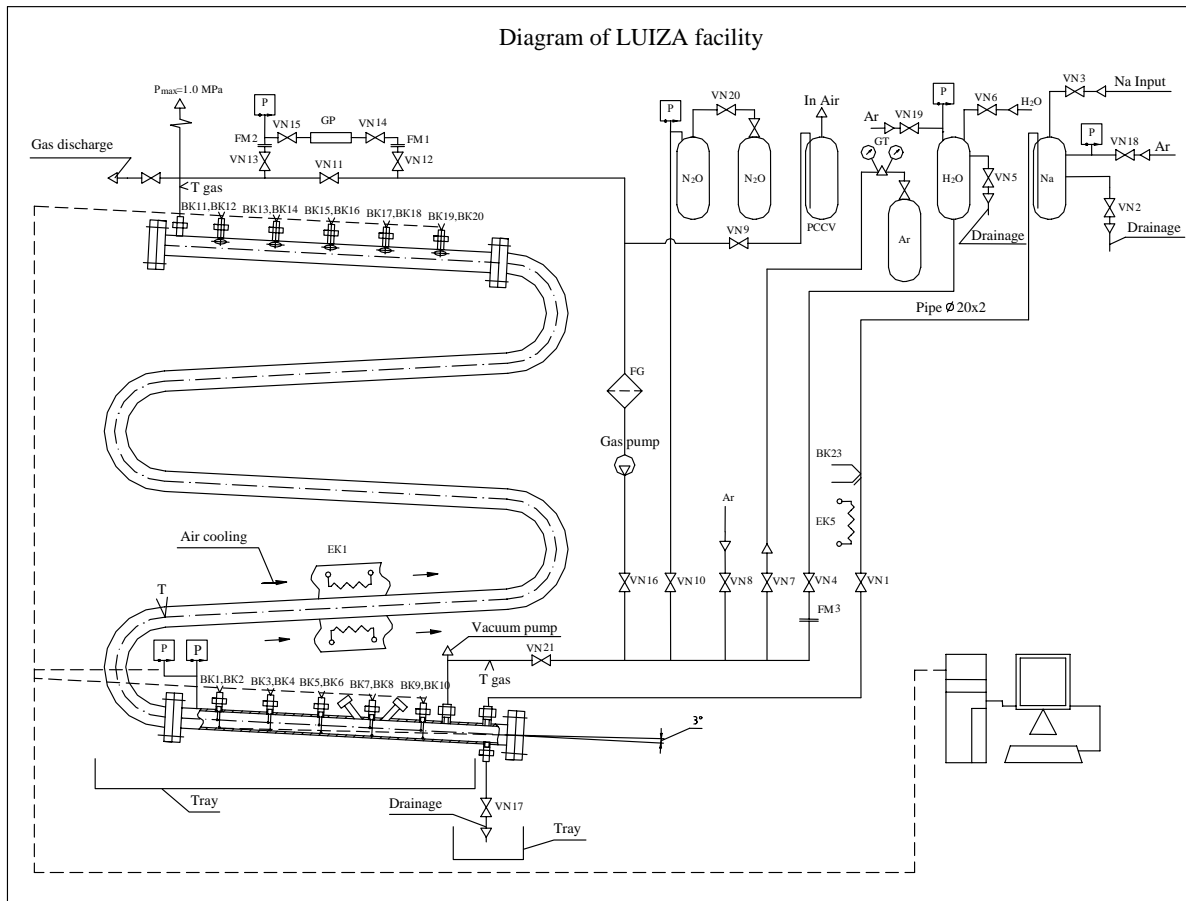 Diagram of LUIZA facility
Pmax=1.0 MPa
P
VN15
GP
VN14
FM2
FM1
VN13
VN11
VN12
Gas discharge
T gas
P
VN20
N₂O
N₂O
In Air
PCCV
VN9
Ar
VN19
GT
P
VN6
H₂O
H₂O
VN5
Drainage
Ar
VN3
Na Input
P
VN18
Ar
Na
VN2
Drainage
BK11,BK12
BK13,BK14
BK15,BK16
BK17,BK18
BK19,BK20
Pipe Ø 20x2
FG
Gas pump
BK23
EK5
Ar
Air cooling
EK1
T
VN16
VN10
VN8
VN7
VN4
VN1
FM3
P
P
Vacuum pump
VN21
T gas
BK1,BK2
BK3,BK4
BK5,BK6
BK7,BK8
BK9,BK10
3°
Tray
Drainage
VN17
Tray